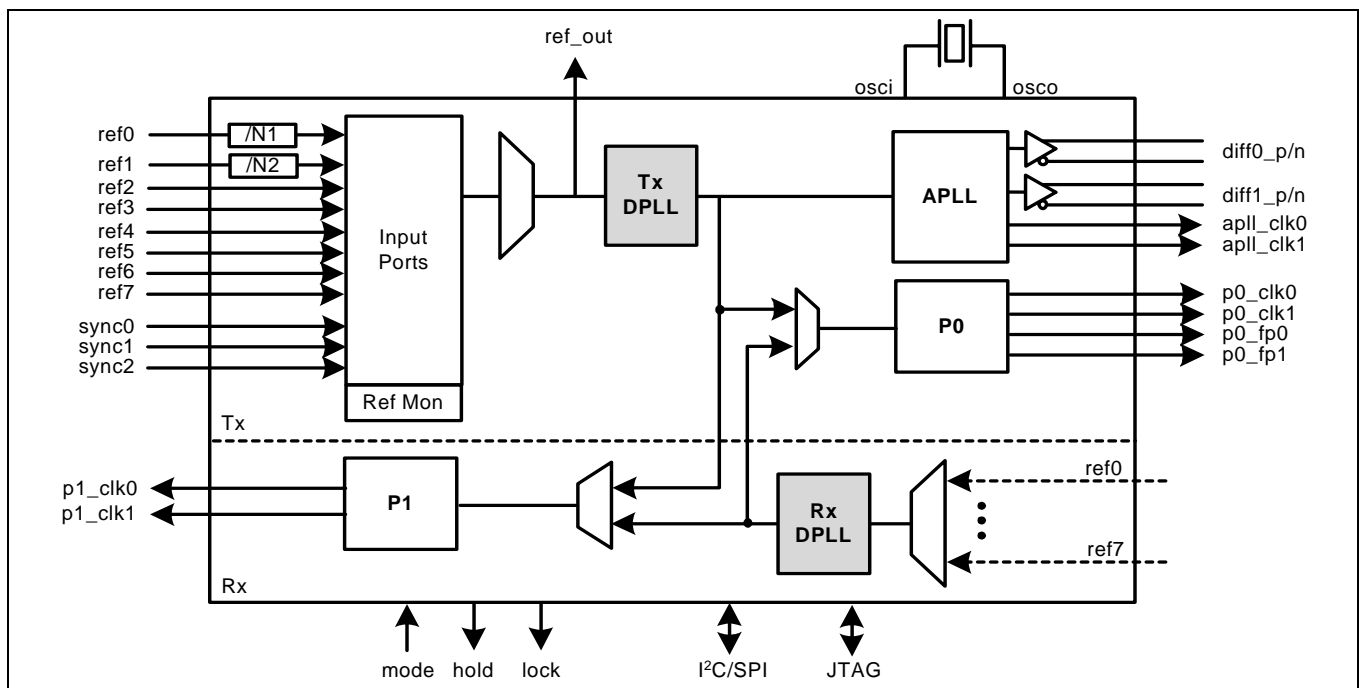 ref_out
osci
osco
ref0
/N1
ref1
/N2
ref2
ref3
ref4
ref5
ref6
ref7
sync0
sync1
sync2
Input
Ports
Ref Mon
Tx
DPLL
APLL
diff0_p/n
diff1_p/n
apll_clk0
apll_clk1
P0
p0_clk0
p0_clk1
p0_fp0
p0_fp1
Tx
p1_clk0
p1_clk1
P1
Rx
DPLL
ref0
ref7
Rx
mode
hold
lock
I²C/SPI
JTAG